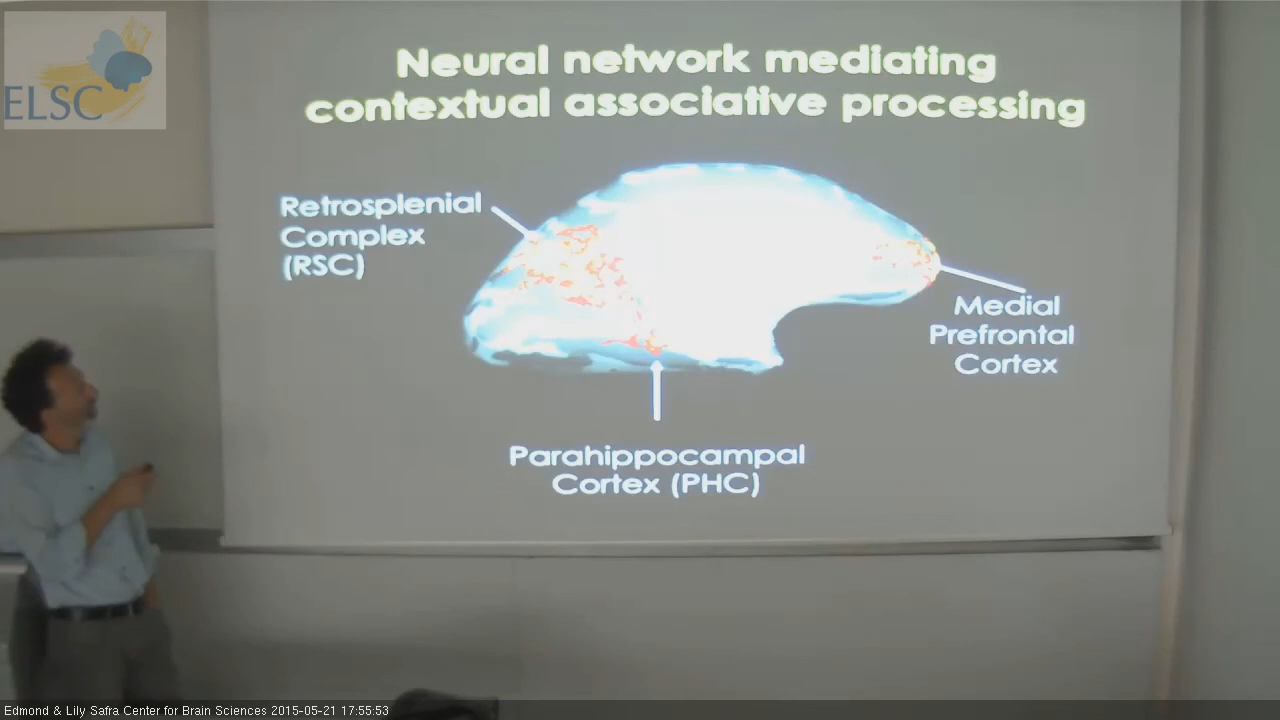 ELSC
Neural network mediating
contextual associative processing
Retrosplenial
Complex
(RSC)
Medial
Prefrontal
Cortex
Parahippocampal
Cortex (PHC)
Edmond & Lily Safra Center for Brain Sciences 2015-05-21 17:55:53